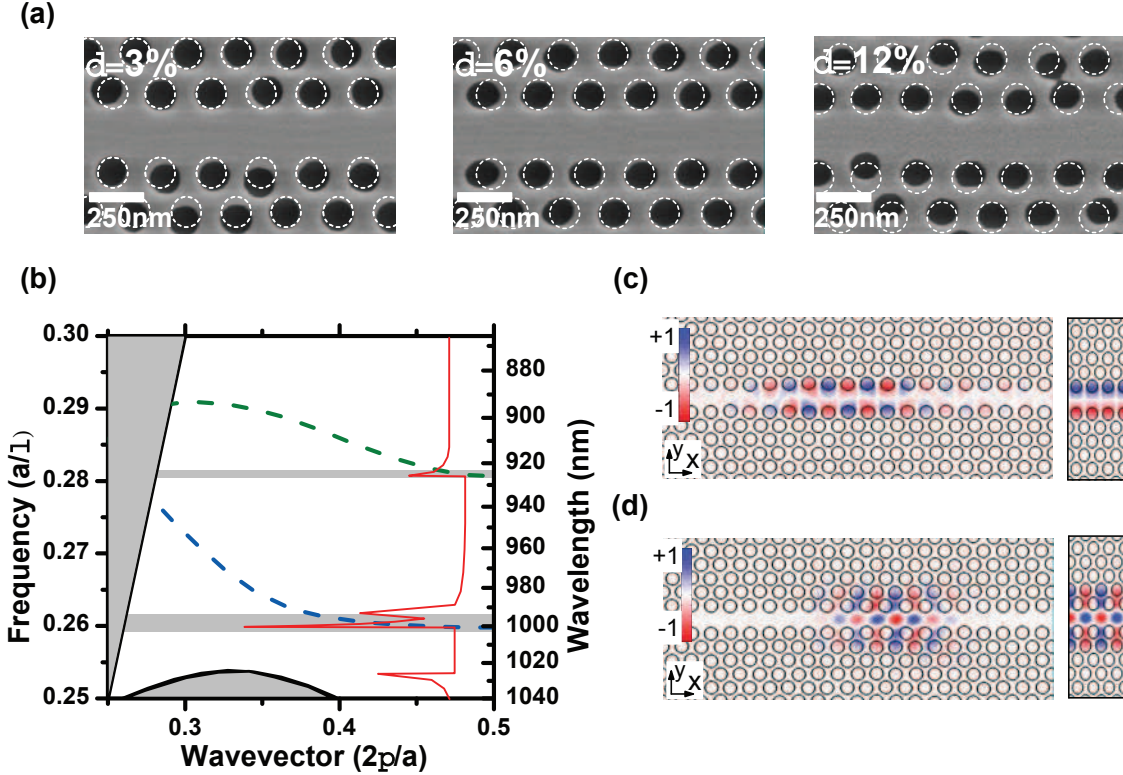 (a)
d=3%
250nm
d=6%
250nm
d=12%
250nm
(b)
Frequency (a/l)
0.30
0.29
0.28
0.27
0.26
0.25
0.3
0.4
0.5
Wavevector (2p/a)
880
900
920
940
960
980
1000
1020
1040
Wavelength (nm)
(c)
+1
-1
y
x
(d)
+1
-1
y
x